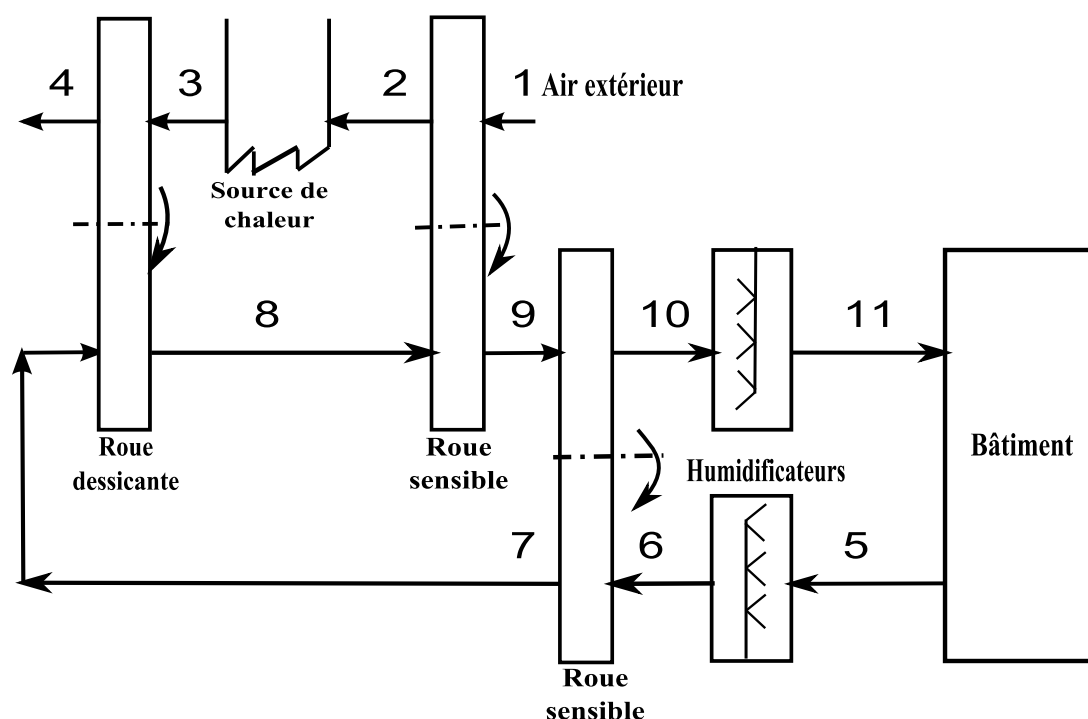 4
3
2
1 Air extérieur
Source de
chaleur
8
9
10
11
Roue
dessicante
Roue
sensible
Humidificateurs
Bâtiment
7
6
5
Roue
sensible